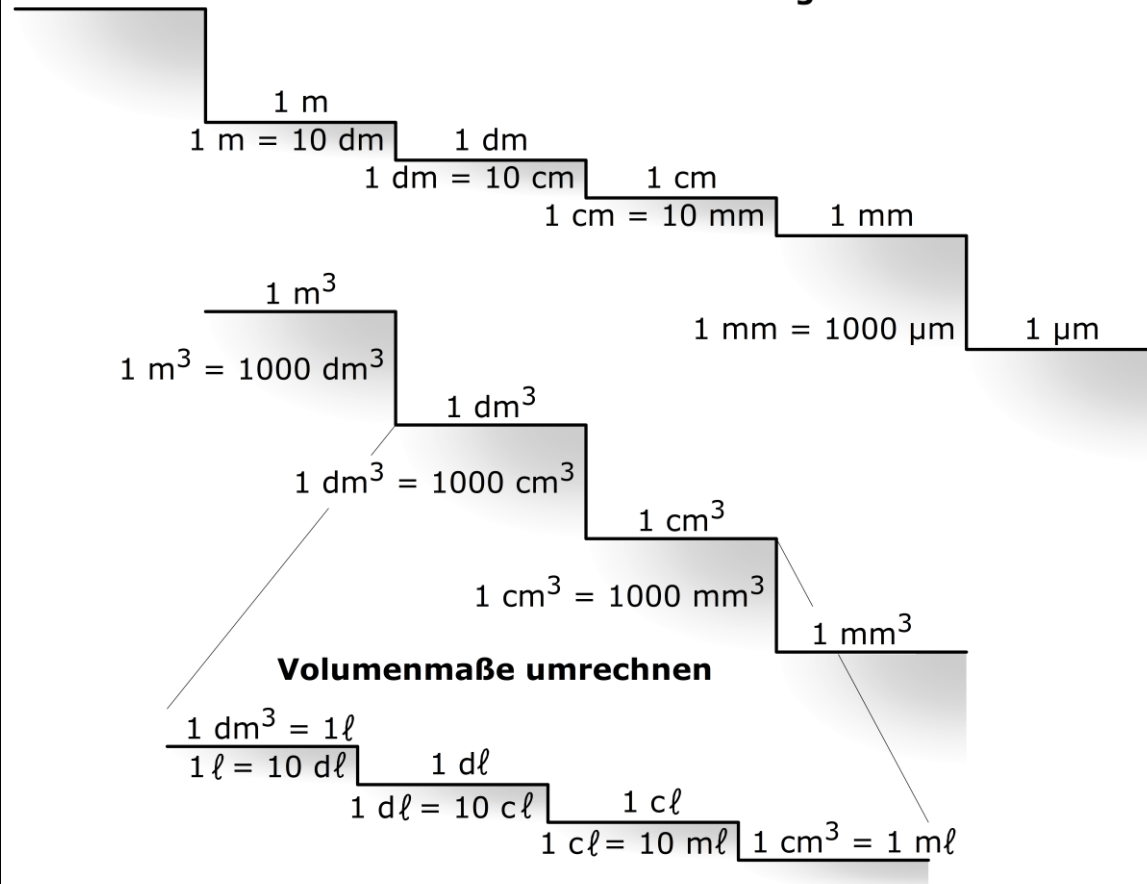 1 m
1 m = 10 dm
1 dm
1 dm = 10 cm
1 cm
1 cm = 10 mm
1 mm
1 mm = 1000 µm
1 µm
1 m³
1 m³ = 1000 dm³
1 dm³
1 dm³ = 1000 cm³
1 cm³
1 cm³ = 1000 mm³
1 mm³
Volumenmaße umrechnen
1 dm³ = 1ℓ
1ℓ = 10 dℓ
1 dℓ
1 dℓ = 10 cℓ
1 cℓ
1 cℓ= 10 mℓ
1 cm³ = 1 mℓ